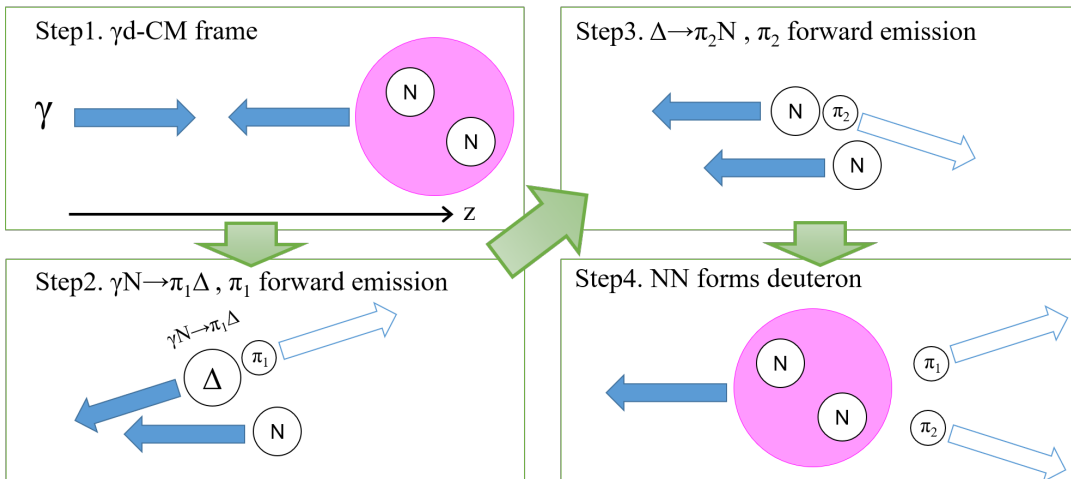 Step1. γd-CM frame
γ
N
N
z
Step2. γN→π₁Δ , π₁ forward emission
γN→π₁Δ
π₁
Δ
N
Step3. Δ→π₂N , π₂ forward emission
N
π₂
N
Step4. NN forms deuteron
N
N
π₁
π₂